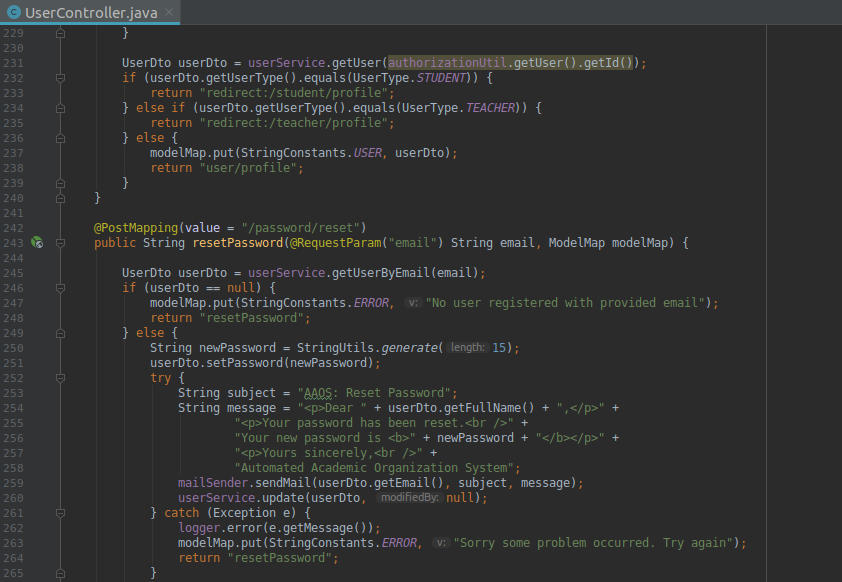 UserController.java
229 }
230
231 UserDto userDto = userService.getUser(authorizationUtil.getUser().getId());
232 if (userDto.getUserType().equals(UserType.STUDENT)) {
233 return "redirect:/student/profile";
234 } else if (userDto.getUserType().equals(UserType.TEACHER)) {
235 return "redirect:/teacher/profile";
236 } else {
237 modelMap.put(StringConstants.USER, userDto);
238 return "user/profile";
239 }
240 }
241
242 @PostMapping(value = "/password/reset")
243 public String resetPassword(@RequestParam("email") String email, ModelMap modelMap) {
244
245 UserDto userDto = userService.getUserByEmail(email);
246 if (userDto == null) {
247 modelMap.put(StringConstants.ERROR, v: "No user registered with provided email");
248 return "resetPassword";
249 } else {
250 String newPassword = StringUtils.generate( length: 15);
251 userDto.setPassword(newPassword);
252 try {
253 String subject = "AAOS: Reset Password";
254 String message = "<p>Dear " + userDto.getFullName() + ",</p>" +
255 "<p>Your password has been reset.<br />" +
256 "Your new password is <b>" + newPassword + "</b></p>" +
257 "<p>Yours sincerely,<br />" +
258 "Automated Academic Organization System";
259 mailSender.sendMail(userDto.getEmail(), subject, message);
260 userService.update(userDto, modifiedBy: null);
261 } catch (Exception e) {
262 logger.error(e.getMessage());
263 modelMap.put(StringConstants.ERROR, v: "Sorry some problem occurred. Try again");
264 return "resetPassword";
265 }